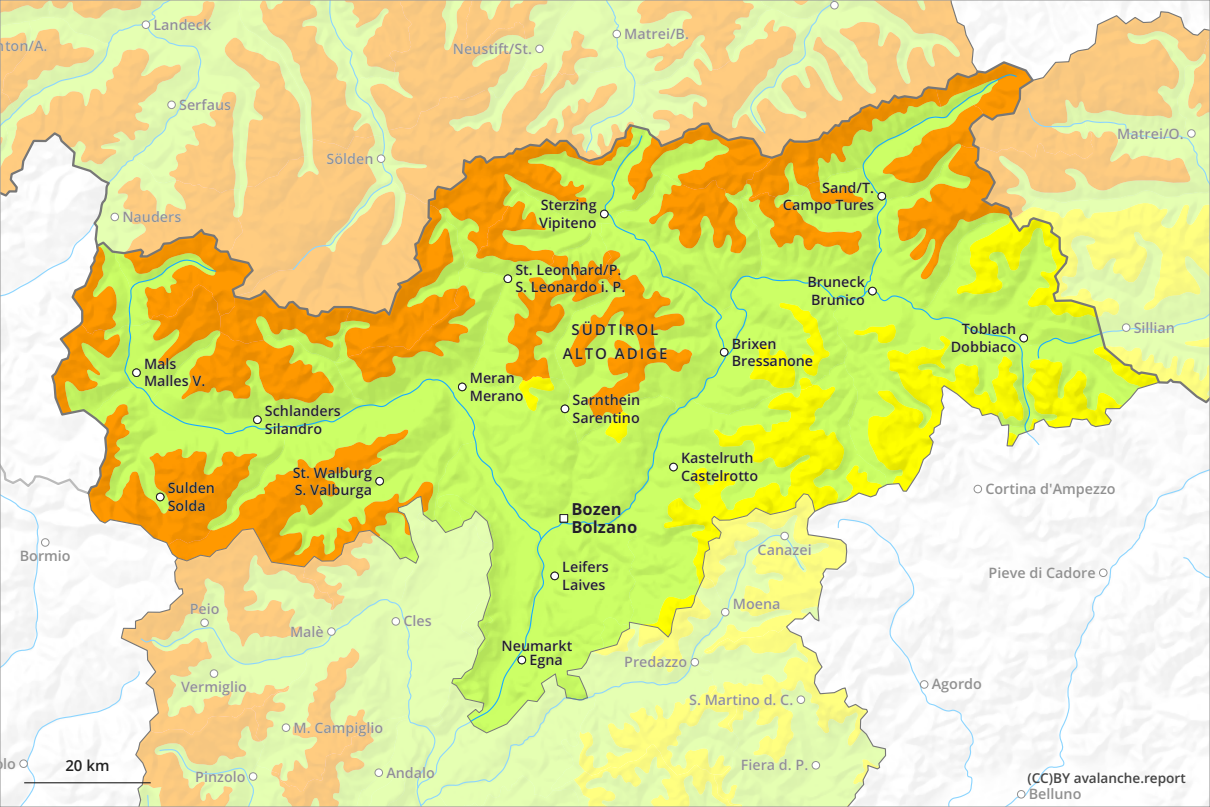 Landeck
Matrei/B.
nton/A.
Neustift/St.
Serfaus
Matrei/O.
Sölden
Sand/T.
Campo Tures
Nauders
Sterzing
Vipiteno
St. Leonhard/P.
S. Leonardo i. P.
Bruneck
Brunico
SÜDTIROL
ALTO ADIGE
Toblach
Dobbiaco
Sillian
Brixen
Bressanone
Mals
Malles V.
Meran
Merano
Sarnthein
Sarentino
Schlanders
Silandro
Kastelruth
Castelrotto
St. Walburg
S. Valburga
Sulden
Solda
Cortina d'Ampezzo
Bozen
Bolzano
Bormio
Canazei
Leifers
Laives
Pieve di Cadore
Peio
Moena
Malè
Cles
Neumarkt
Egna
Predazzo
Vermiglio
Agordo
S. Martino d. C.
M. Campiglio
olo
20 km
Pinzolo
Andalo
Fiera d. P.
(CC)BY avalanche.report
Belluno